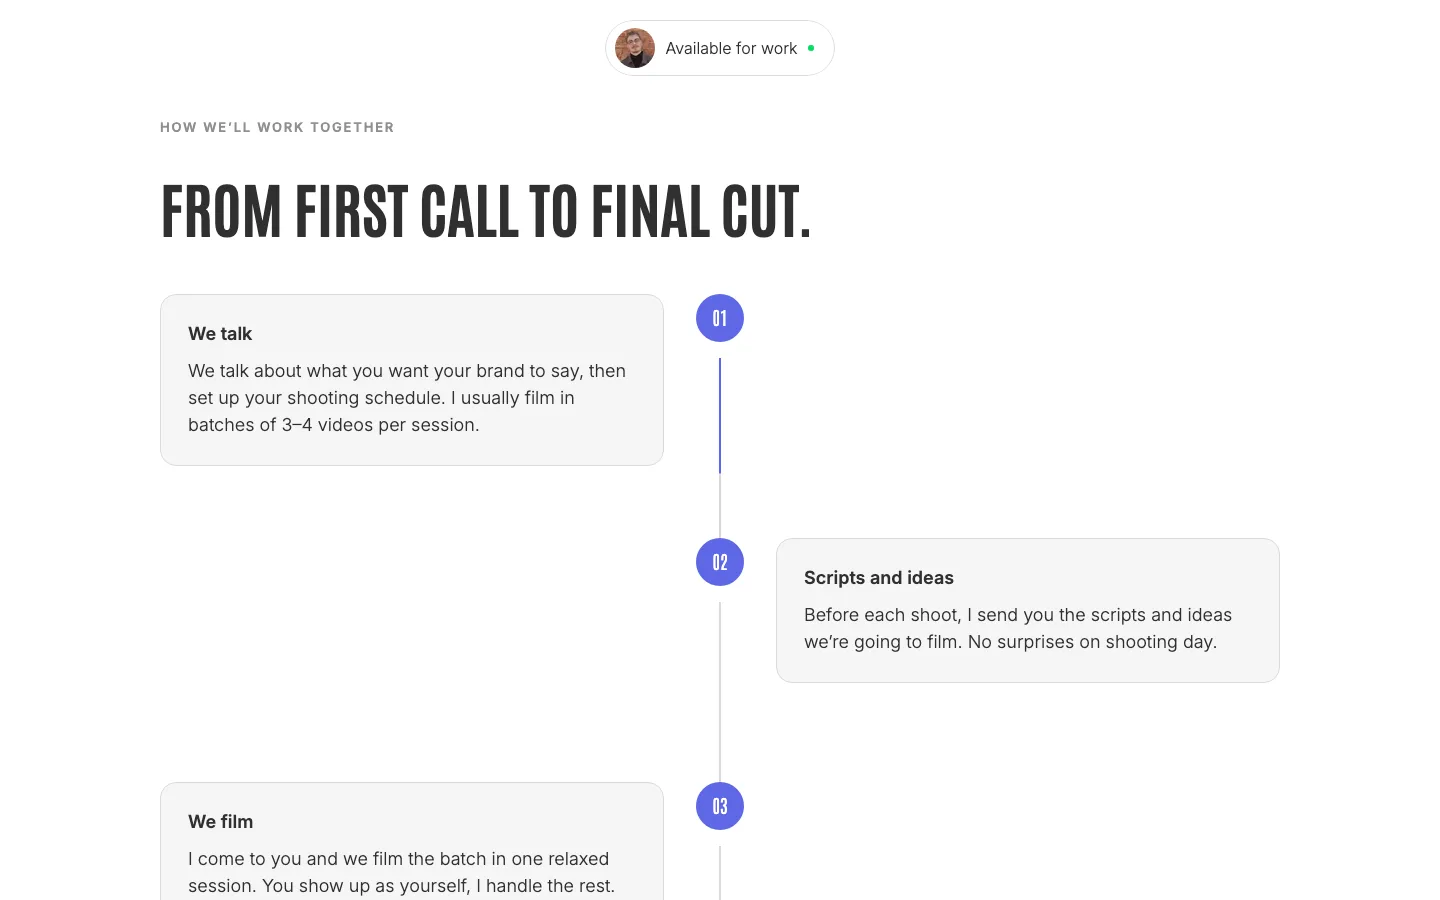 Available for work
HOW WE’LL WORK TOGETHER
FROM FIRST CALL TO FINAL CUT.
01
We talk
We talk about what you want your brand to say, then
set up your shooting schedule. I usually film in
batches of 3–4 videos per session.
02
Scripts and ideas
Before each shoot, I send you the scripts and ideas
we’re going to film. No surprises on shooting day.
03
We film
I come to you and we film the batch in one relaxed
session. You show up as yourself, I handle the rest.